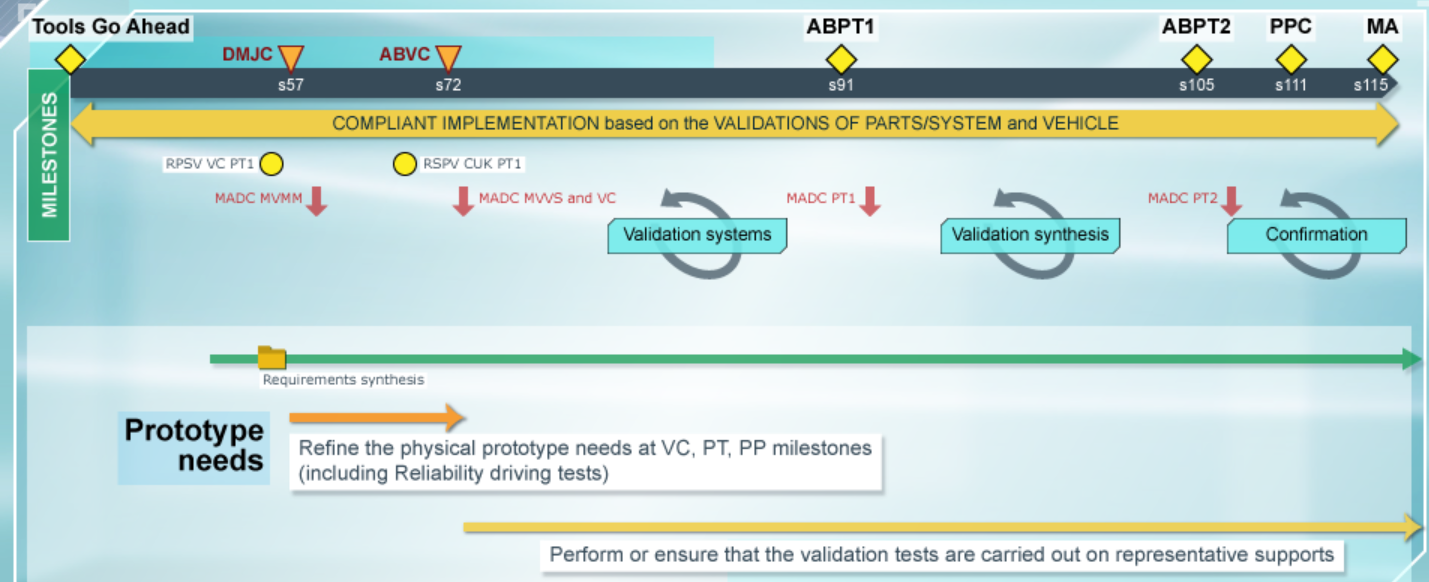 Tools Go Ahead
ABPT1
ABPT2
PPC
MA
DMJC
ABVC
s57
s72
s91
s105
s111
s115
MILESTONES
COMPLIANT IMPLEMENTATION based on the VALIDATIONS OF PARTS/SYSTEM and VEHICLE
RPSV VC PT1
RSPV CUK PT1
MADC MVMM
MADC MVVS and VC
MADC PT1
MADC PT2
Validation systems
Validation synthesis
Confirmation
Requirements synthesis
Prototype
needs
Refine the physical prototype needs at VC, PT, PP milestones
(including Reliability driving tests)
Perform or ensure that the validation tests are carried out on representative supports